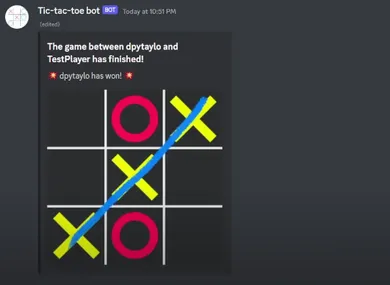 Tic-tac-toe bot BOT Today at 10:51 PM
(edited)
The game between dpytaylo and
TestPlayer has finished!
💥 dpytaylo has won! 💥